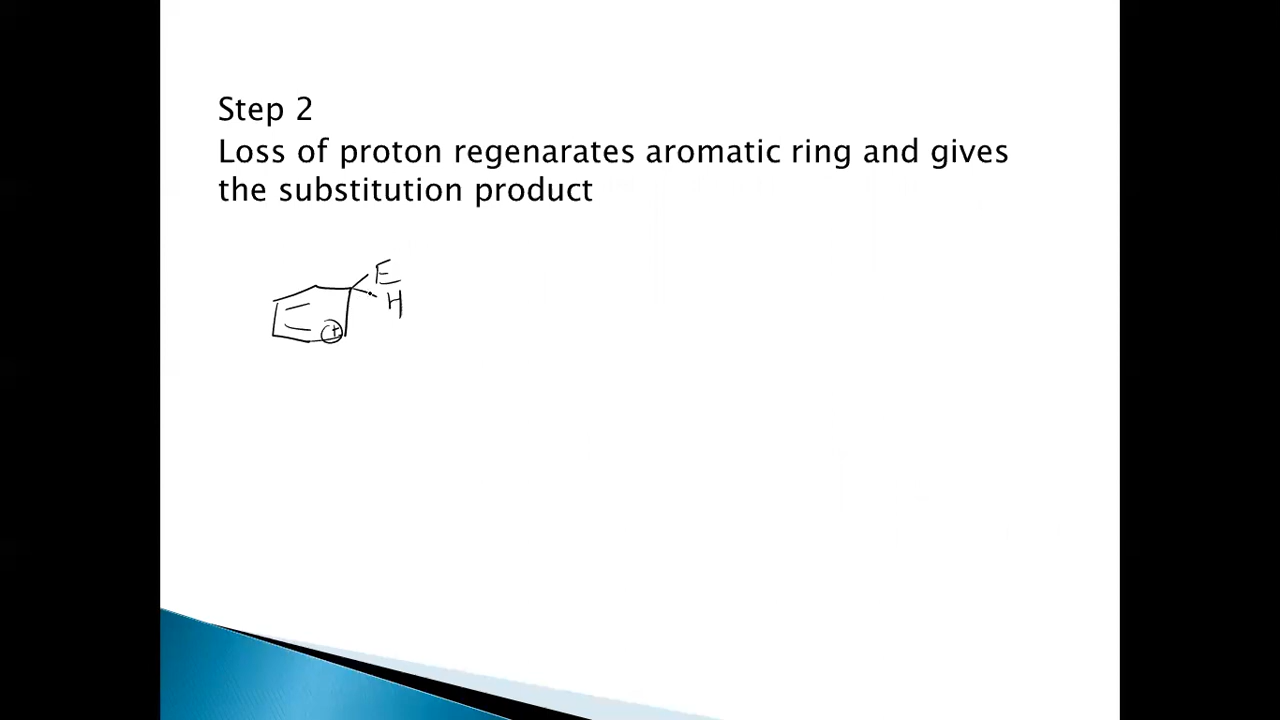 Step 2
Loss of proton regenarates aromatic ring and gives
the substitution product
E
H
+